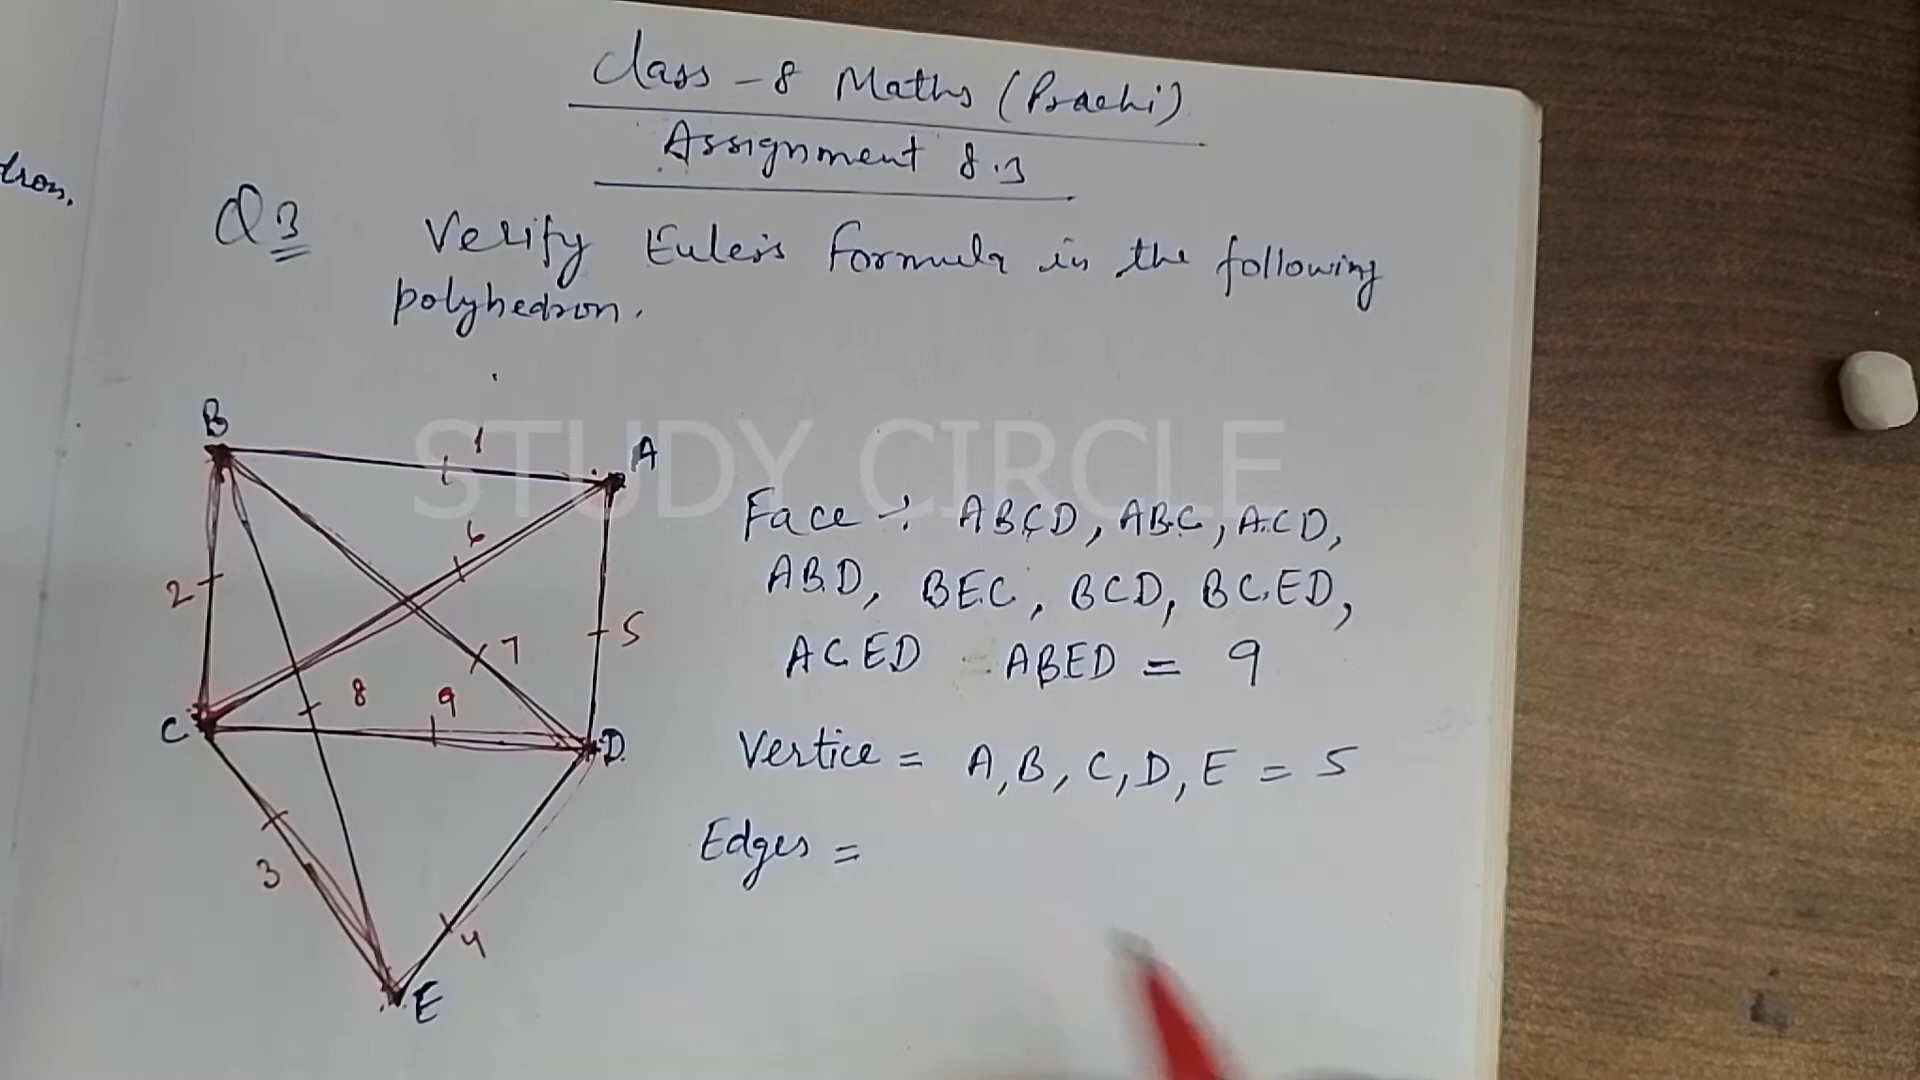 dron.
Class - 8 Maths (Prachi)
Assignment 8.3
Q3 Verify Euler's formula in the following
polyhedron.
STUDY CIRCLE
B
1
A
6
2
7
5
8
9
C
D
3
4
E
Face : ABCD, ABC, ACD,
ABD, BEC, BCD, BCED,
ACED ABED = 9
Vertice = A, B, C, D, E = 5
Edges =